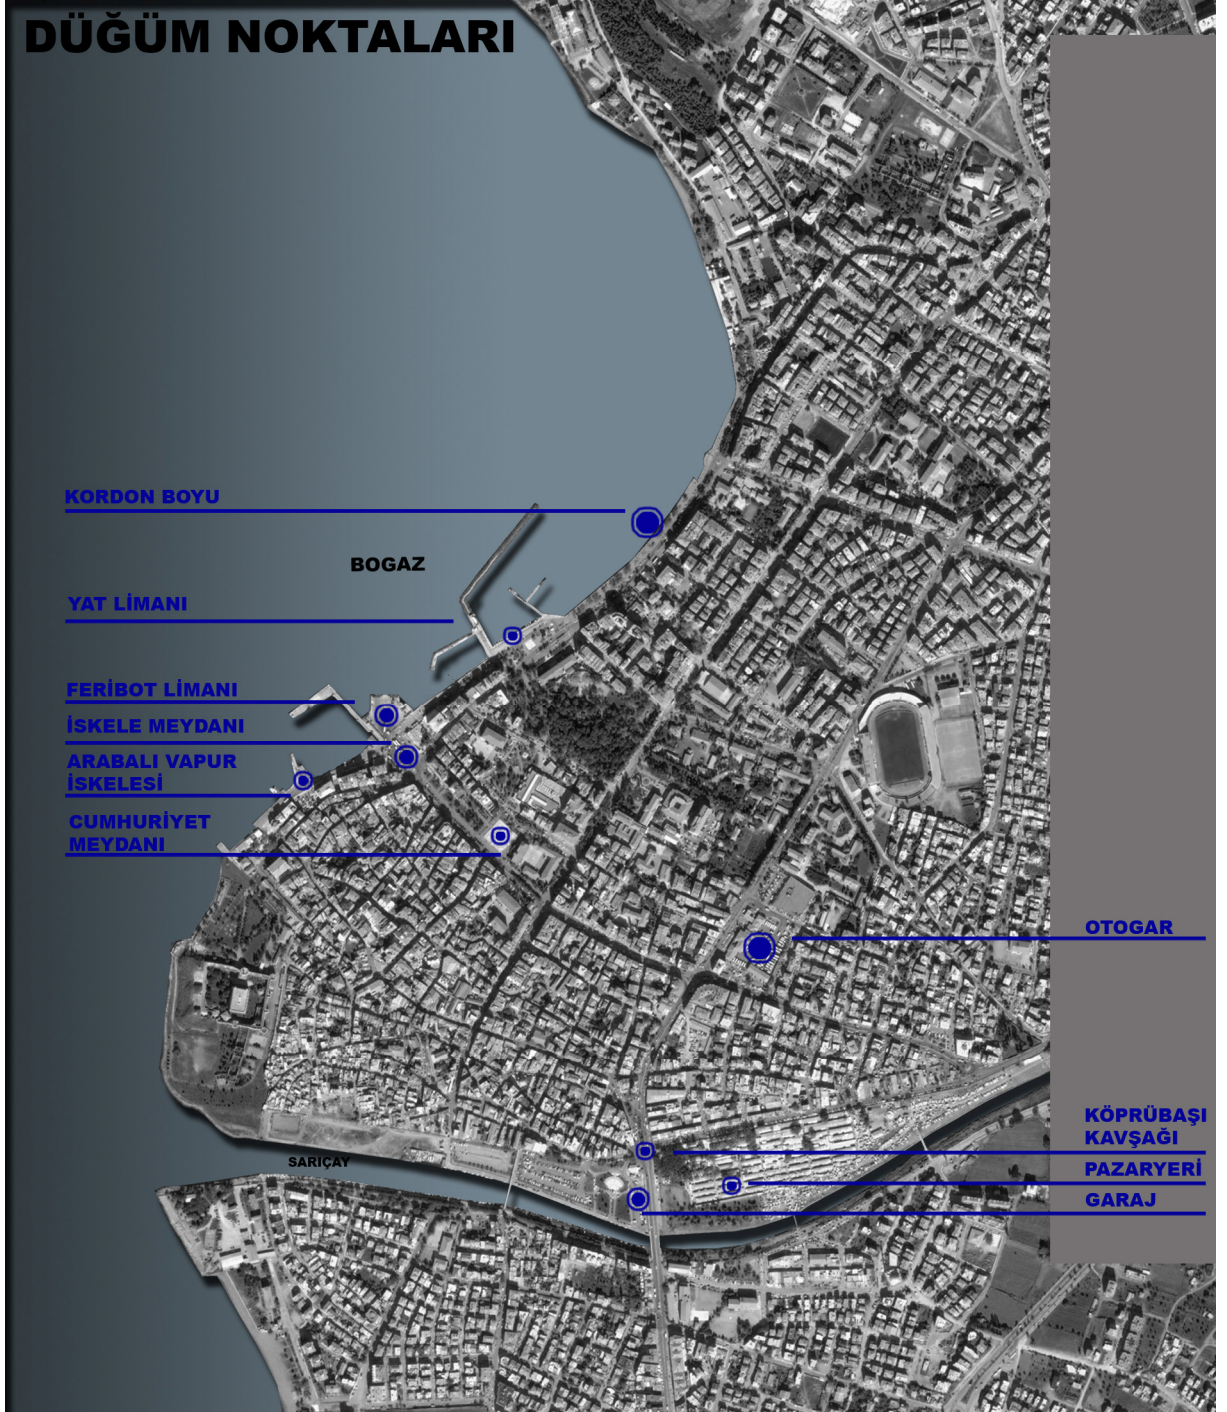 DÜĞÜM NOKTALARI
KORDON BOYU
BOGAZ
YAT LİMANI
FERİBOT LİMANI
İSKELE MEYDANI
ARABALI VAPUR
İSKELESİ
CUMHURİYET
MEYDANI
OTOGAR
KÖPRÜBAŞI
KAVŞAĞI
SARIÇAY
PAZARYERİ
GARAJ